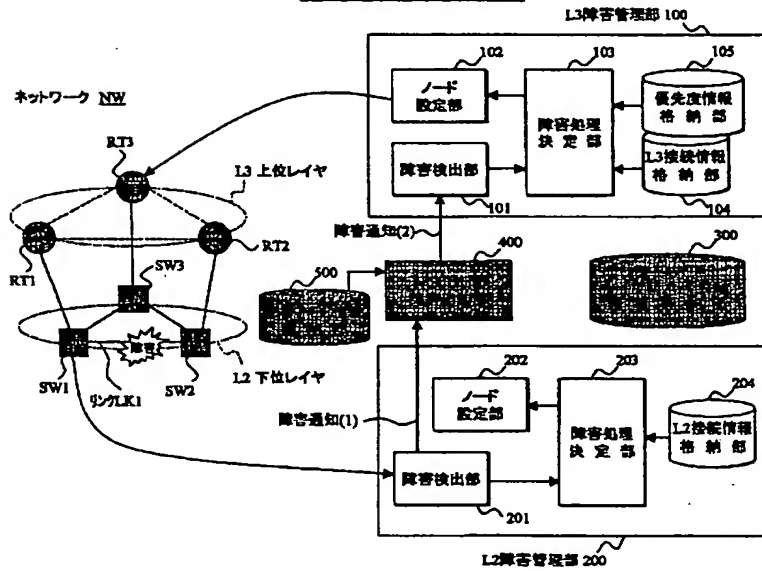 L3障害管理部 100
102
103
105
ノード
設定部
障害処理
決定部
優先度情報
格納部
L3接続情報
格納部
障害検出部
101
104
ネットワーク NW
RT3
L3 上位レイヤ
RT1
RT2
SW3
障害通知(2)
400
300
500
障害
SW1
SW2
リンクLK1
L2 下位レイヤ
障害通知(1)
202
203
204
ノード
設定部
障害処理
決定部
L2接続情報
格納部
障害検出部
201
L2障害管理部 200